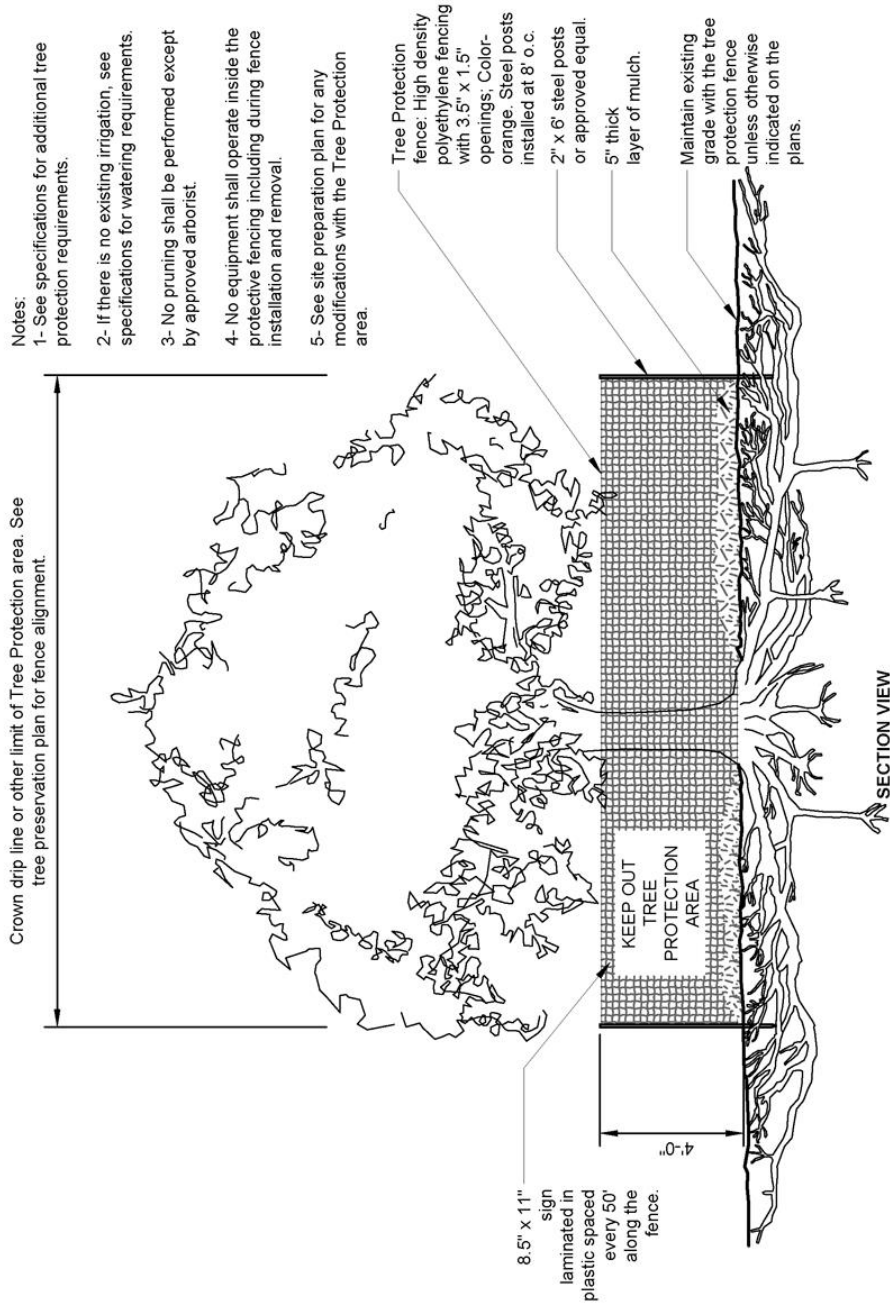 Crown drip line or other limit of Tree Protection area. See
tree preservation plan for fence alignment.
Notes:
1- See specifications for additional tree
protection requirements.
2- If there is no existing irrigation, see
specifications for watering requirements.
3- No pruning shall be performed except
by approved arborist.
4- No equipment shall operate inside the
protective fencing including during fence
installation and removal.
5- See site preparation plan for any
modifications with the Tree Protection
area.
Tree Protection
fence: High density
polyethylene fencing
with 3.5" x 1.5"
openings; Color-
orange. Steel posts
installed at 8' o.c.
2" x 6' steel posts
or approved equal.
5" thick
layer of mulch.
Maintain existing
grade with the tree
protection fence
unless otherwise
indicated on the
plans.
8.5" x 11"
sign
laminated in
plastic spaced
every 50'
along the
fence.
4'-0"
KEEP OUT
TREE
PROTECTION
AREA
SECTION VIEW